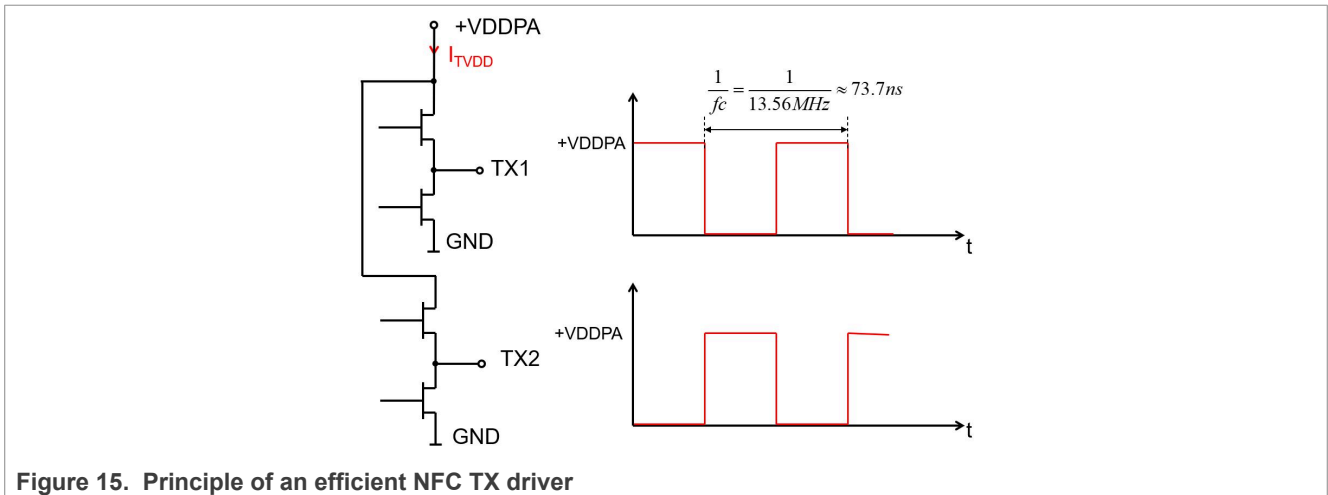 +VDDPA
ITVDD
1/fc = 1/13.56MHz ≈ 73.7ns
+VDDPA
TX1
t
GND
+VDDPA
TX2
t
GND
Figure 15. Principle of an efficient NFC TX driver